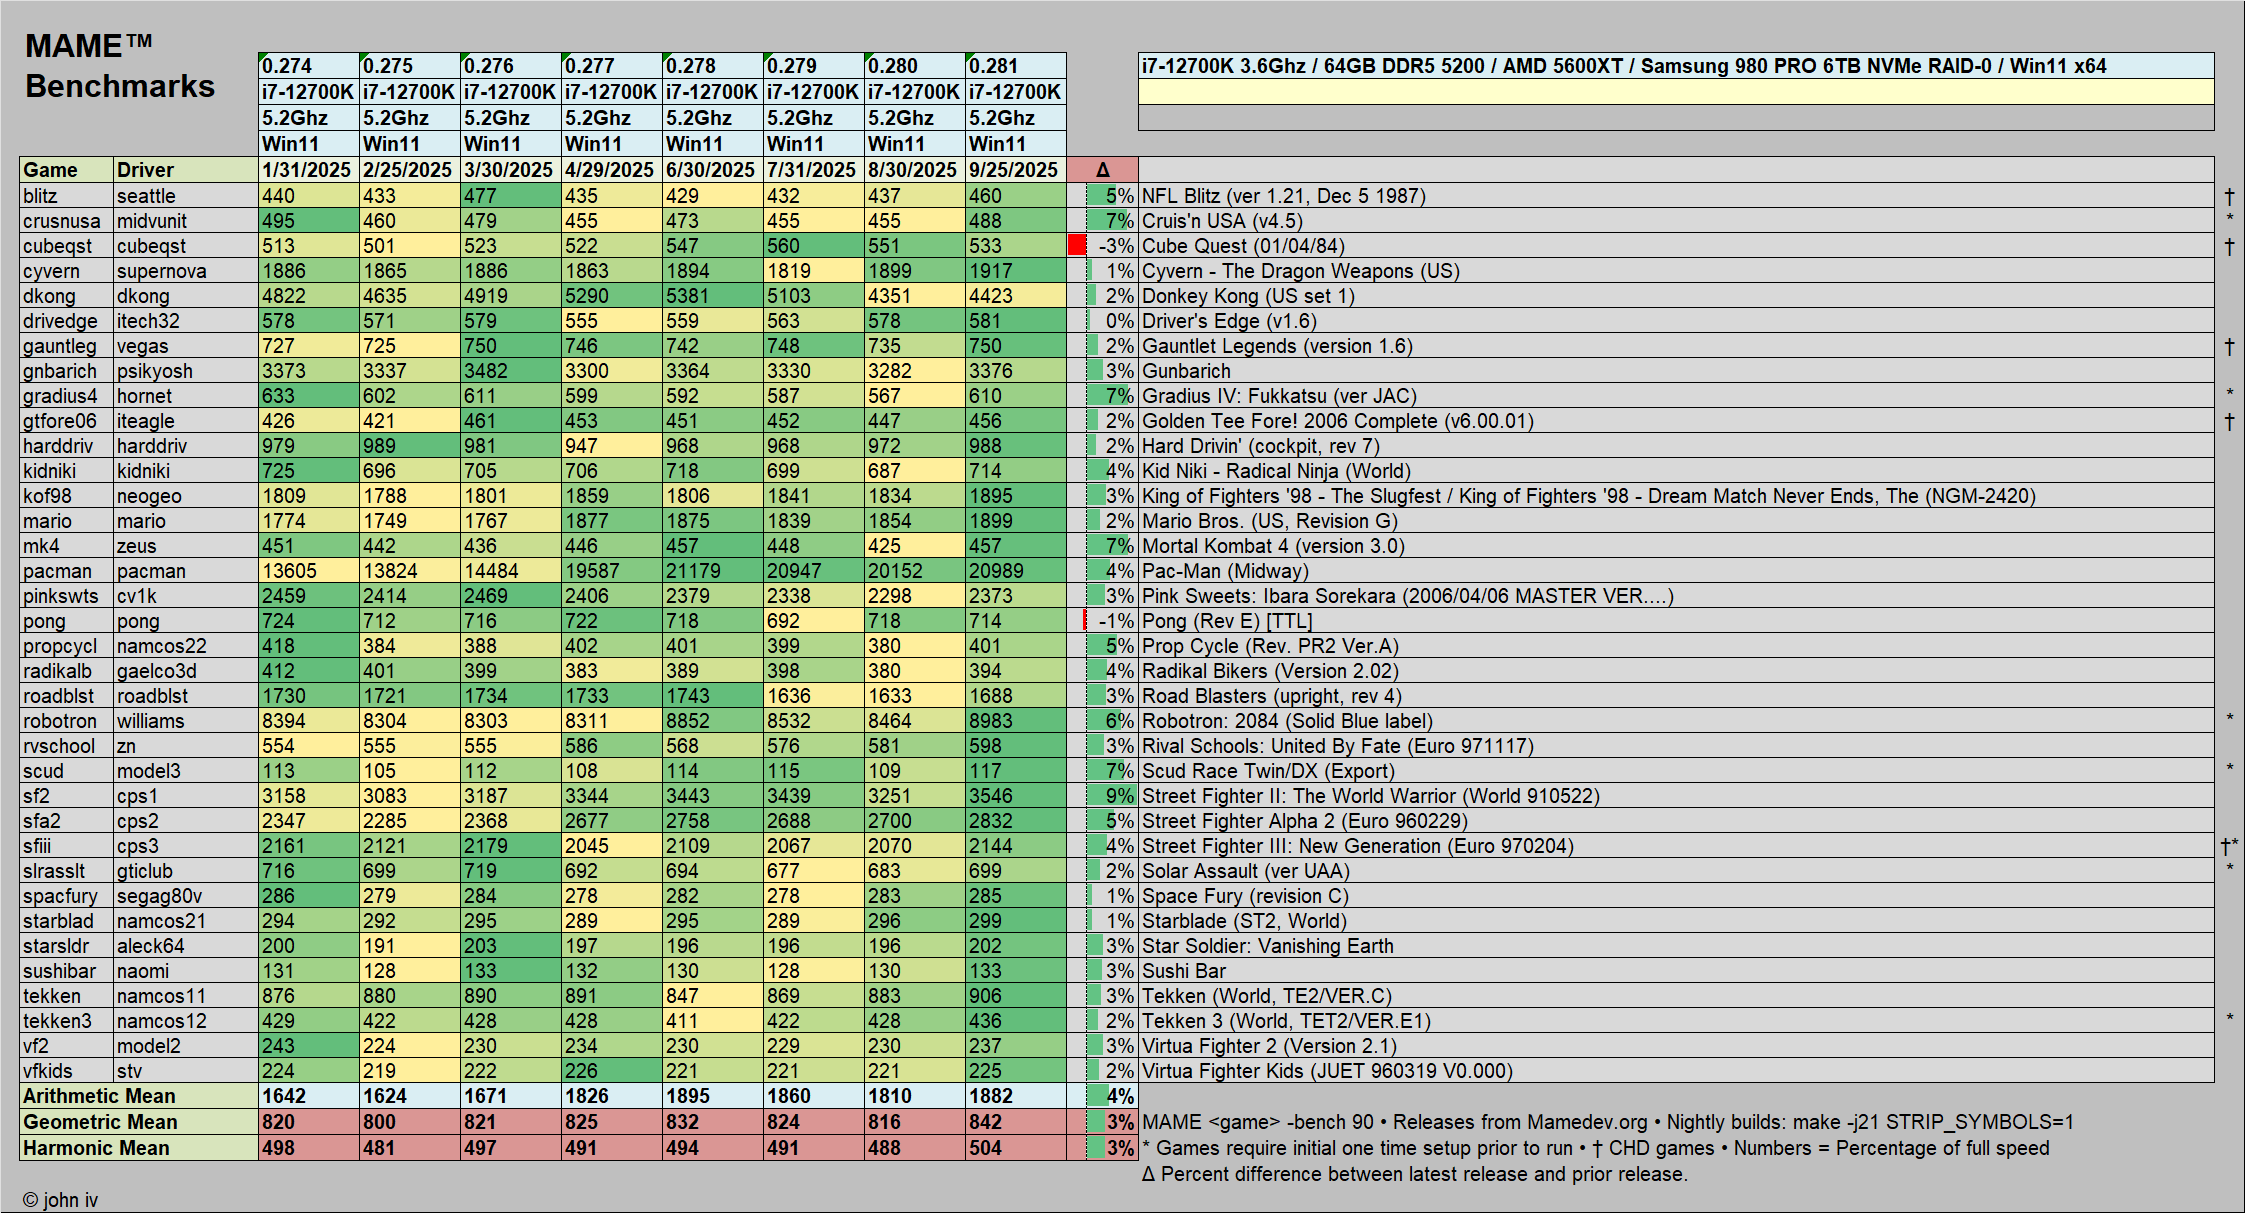 MAME™
Benchmarks
0.274 0.275 0.276 0.277 0.278 0.279 0.280 0.281 i7-12700K 3.6Ghz / 64GB DDR5 5200 / AMD 5600XT / Samsung 980 PRO 6TB NVMe RAID-0 / Win11 x64
i7-12700K i7-12700K i7-12700K i7-12700K i7-12700K i7-12700K i7-12700K i7-12700K
5.2Ghz 5.2Ghz 5.2Ghz 5.2Ghz 5.2Ghz 5.2Ghz 5.2Ghz 5.2Ghz
Win11 Win11 Win11 Win11 Win11 Win11 Win11 Win11
Game Driver 1/31/2025 2/25/2025 3/30/2025 4/29/2025 6/30/2025 7/31/2025 8/30/2025 9/25/2025 Δ
blitz seattle 440 433 477 435 429 432 437 460 5% NFL Blitz (ver 1.21, Dec 5 1987) †
crusnusa midvunit 495 460 479 455 473 455 455 488 7% Cruis'n USA (v4.5) *
cubeqst cubeqst 513 501 523 522 547 560 551 533 -3% Cube Quest (01/04/84) †
cyvern supernova 1886 1865 1886 1863 1894 1819 1899 1917 1% Cyvern - The Dragon Weapons (US)
dkong dkong 4822 4635 4919 5290 5381 5103 4351 4423 2% Donkey Kong (US set 1)
drivedge itech32 578 571 579 555 559 563 578 581 0% Driver's Edge (v1.6)
gauntleg vegas 727 725 750 746 742 748 735 750 2% Gauntlet Legends (version 1.6) †
gnbarich psikyosh 3373 3337 3482 3300 3364 3330 3282 3376 3% Gunbarich
gradius4 hornet 633 602 611 599 592 587 567 610 7% Gradius IV: Fukkatsu (ver JAC) *
gtfore06 iteagle 426 421 461 453 451 452 447 456 2% Golden Tee Fore! 2006 Complete (v6.00.01) †
harddriv harddriv 979 989 981 947 968 968 972 988 2% Hard Drivin' (cockpit, rev 7)
kidniki kidniki 725 696 705 706 718 699 687 714 4% Kid Niki - Radical Ninja (World)
kof98 neogeo 1809 1788 1801 1859 1806 1841 1834 1895 3% King of Fighters '98 - The Slugfest / King of Fighters '98 - Dream Match Never Ends, The (NGM-2420)
mario mario 1774 1749 1767 1877 1875 1839 1854 1899 2% Mario Bros. (US, Revision G)
mk4 zeus 451 442 436 446 457 448 425 457 7% Mortal Kombat 4 (version 3.0)
pacman pacman 13605 13824 14484 19587 21179 20947 20152 20989 4% Pac-Man (Midway)
pinkswts cv1k 2459 2414 2469 2406 2379 2338 2298 2373 3% Pink Sweets: Ibara Sorekara (2006/04/06 MASTER VER....)
pong pong 724 712 716 722 718 692 718 714 -1% Pong (Rev E) [TTL]
propcycl namcos22 418 384 388 402 401 399 380 401 5% Prop Cycle (Rev. PR2 Ver.A)
radikalb gaelco3d 412 401 399 383 389 398 380 394 4% Radikal Bikers (Version 2.02)
roadblst roadblst 1730 1721 1734 1733 1743 1636 1633 1688 3% Road Blasters (upright, rev 4)
robotron williams 8394 8304 8303 8311 8852 8532 8464 8983 6% Robotron: 2084 (Solid Blue label) *
rvschool zn 554 555 555 586 568 576 581 598 3% Rival Schools: United By Fate (Euro 971117)
scud model3 113 105 112 108 114 115 109 117 7% Scud Race Twin/DX (Export) *
sf2 cps1 3158 3083 3187 3344 3443 3439 3251 3546 9% Street Fighter II: The World Warrior (World 910522)
sfa2 cps2 2347 2285 2368 2677 2758 2688 2700 2832 5% Street Fighter Alpha 2 (Euro 960229)
sfiii cps3 2161 2121 2179 2045 2109 2067 2070 2144 4% Street Fighter III: New Generation (Euro 970204) †*
slrasslt gticlub 716 699 719 692 694 677 683 699 2% Solar Assault (ver UAA) *
spacfury segag80v 286 279 284 278 282 278 283 285 1% Space Fury (revision C)
starblad namcos21 294 292 295 289 295 289 296 299 1% Starblade (ST2, World)
starsldr aleck64 200 191 203 197 196 196 196 202 3% Star Soldier: Vanishing Earth
sushibar naomi 131 128 133 132 130 128 130 133 3% Sushi Bar
tekken namcos11 876 880 890 891 847 869 883 906 3% Tekken (World, TE2/VER.C)
tekken3 namcos12 429 422 428 428 411 422 428 436 2% Tekken 3 (World, TET2/VER.E1) *
vf2 model2 243 224 230 234 230 229 230 237 3% Virtua Fighter 2 (Version 2.1)
vfkids stv 224 219 222 226 221 221 221 225 2% Virtua Fighter Kids (JUET 960319 V0.000)
Arithmetic Mean 1642 1624 1671 1826 1895 1860 1810 1882 4%
Geometric Mean 820 800 821 825 832 824 816 842 3% MAME <game> -bench 90 • Releases from Mamedev.org • Nightly builds: make -j21 STRIP_SYMBOLS=1
Harmonic Mean 498 481 497 491 494 491 488 504 3% * Games require initial one time setup prior to run • † CHD games • Numbers = Percentage of full speed
Δ Percent difference between latest release and prior release.
© john iv